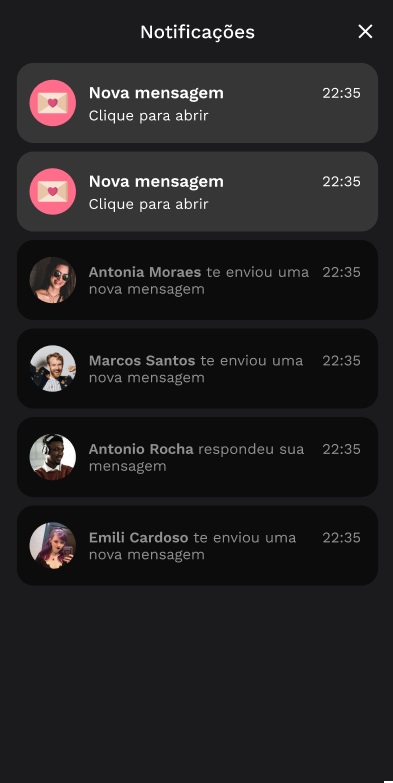 Notificações
Nova mensagem 22:35
Clique para abrir
Nova mensagem 22:35
Clique para abrir
Antonia Moraes te enviou uma 22:35
nova mensagem
Marcos Santos te enviou uma 22:35
nova mensagem
Antonio Rocha respondeu sua 22:35
mensagem
Emili Cardoso te enviou uma 22:35
nova mensagem